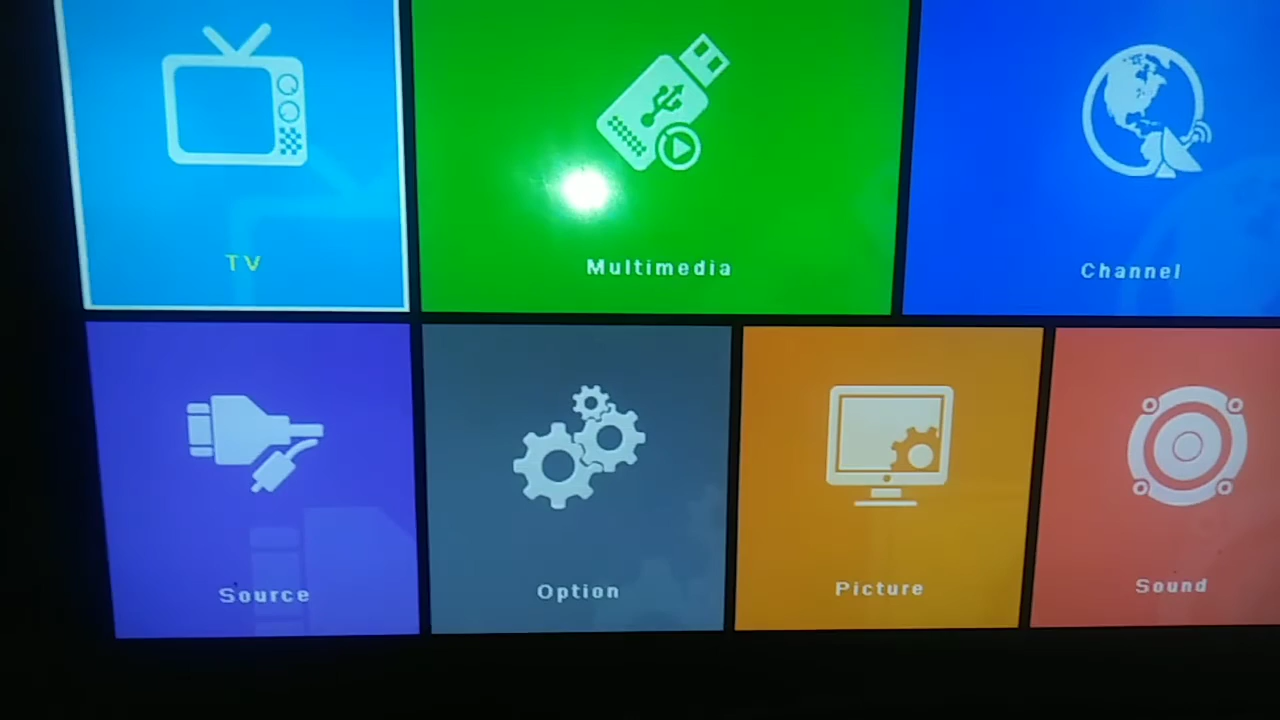 TV
Multimedia
Channel
Source
Option
Picture
Sound